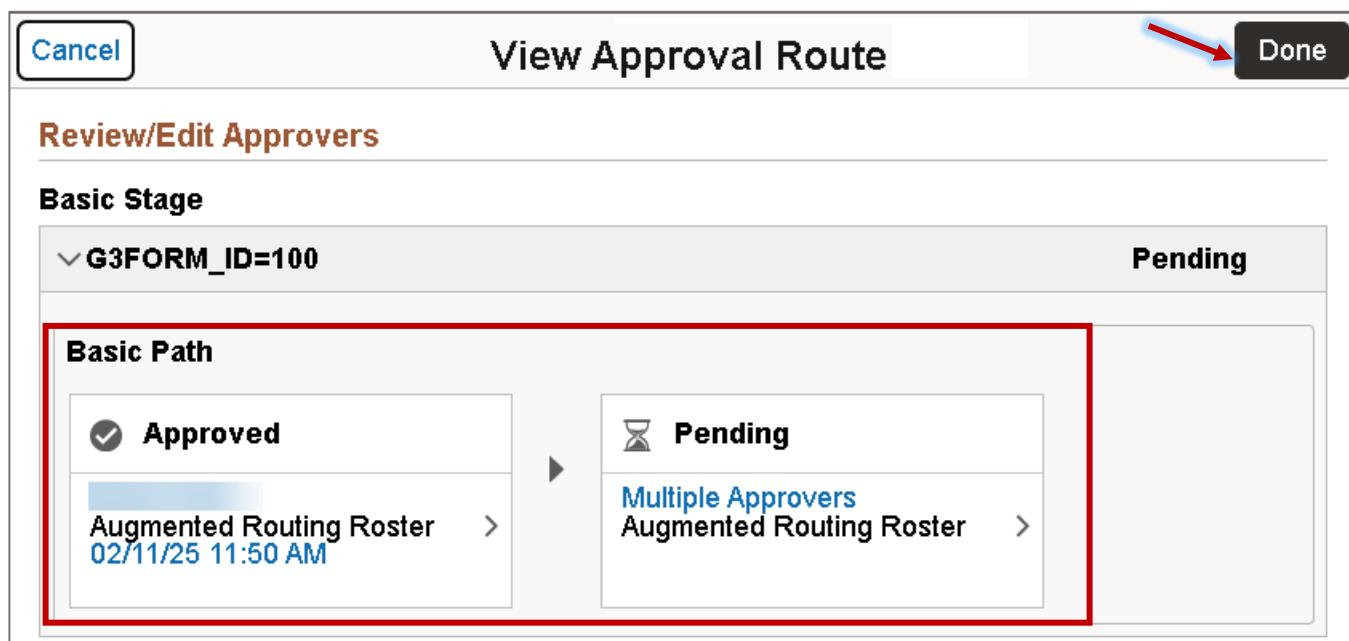 Cancel
View Approval Route
Done
Review/Edit Approvers
Basic Stage
G3FORM_ID=100
Pending
Basic Path
Approved
Augmented Routing Roster
02/11/25 11:50 AM
Pending
Multiple Approvers
Augmented Routing Roster